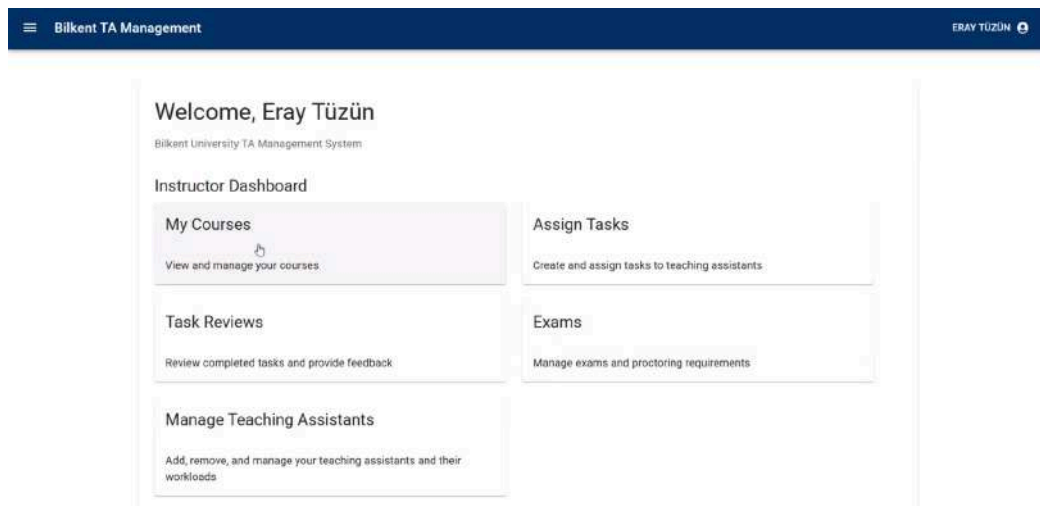 Bilkent TA Management
ERAY TÜZÜN
Welcome, Eray Tüzün
Bilkent University TA Management System
Instructor Dashboard
My Courses
View and manage your courses
Assign Tasks
Create and assign tasks to teaching assistants
Task Reviews
Review completed tasks and provide feedback
Exams
Manage exams and proctoring requirements
Manage Teaching Assistants
Add, remove, and manage your teaching assistants and their
workloads